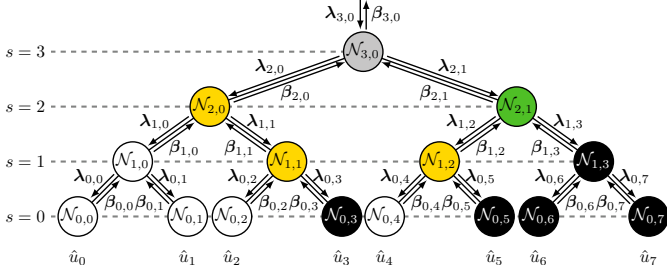 λ3,0 β3,0
s = 3 N3,0
λ2,0 λ2,1
β2,0 β2,1
s = 2 N2,0 N2,1
λ1,0 λ1,1 λ1,2 λ1,3
β1,0 β1,1 β1,2 β1,3
s = 1 N1,0 N1,1 N1,2 N1,3
λ0,0 λ0,1 λ0,2 λ0,3 λ0,4 λ0,5 λ0,6 λ0,7
β0,0 β0,1 β0,2 β0,3 β0,4 β0,5 β0,6 β0,7
s = 0 N0,0 N0,1 N0,2 N0,3 N0,4 N0,5 N0,6 N0,7
û0 û1 û2 û3 û4 û5 û6 û7